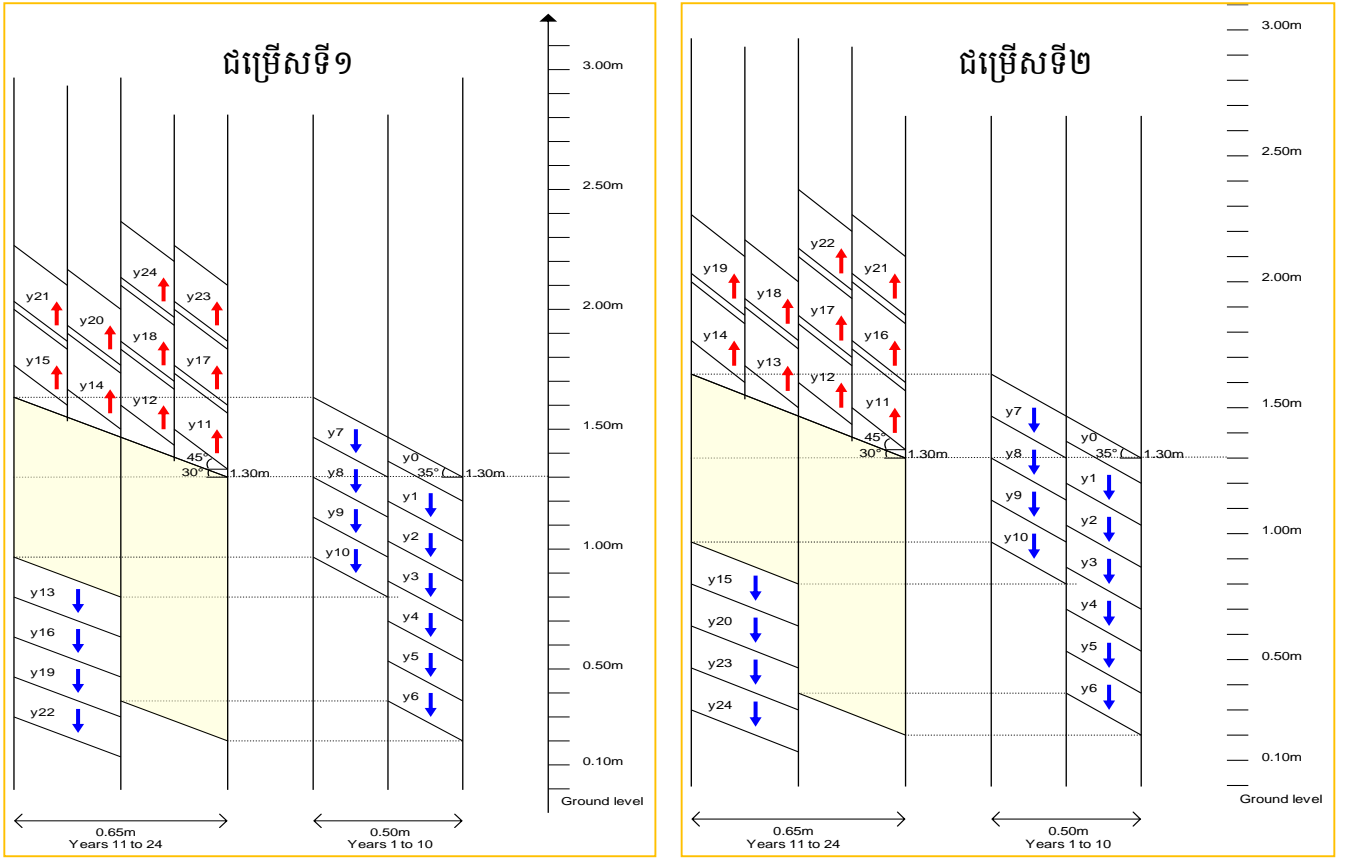 ជម្រើសទី១
3.00m
2.50m
2.00m
1.50m
1.00m
0.50m
0.10m
Ground level
y24
y21
y23
y20
y18
y15
y17
y14
y12
y11
45°
30°
1.30m
y7
y0
y8
35°
1.30m
y1
y9
y2
y10
y3
y13
y4
y16
y5
y19
y6
y22
0.65m
Years 11 to 24
0.50m
Years 1 to 10
ជម្រើសទី២
3.00m
2.50m
2.00m
1.50m
1.00m
0.50m
0.10m
Ground level
y22
y19
y21
y18
y17
y14
y16
y13
y12
y11
45°
30°
1.30m
y7
y0
y8
35°
1.30m
y1
y9
y2
y10
y3
y15
y4
y20
y5
y23
y6
y24
0.65m
Years 11 to 24
0.50m
Years 1 to 10